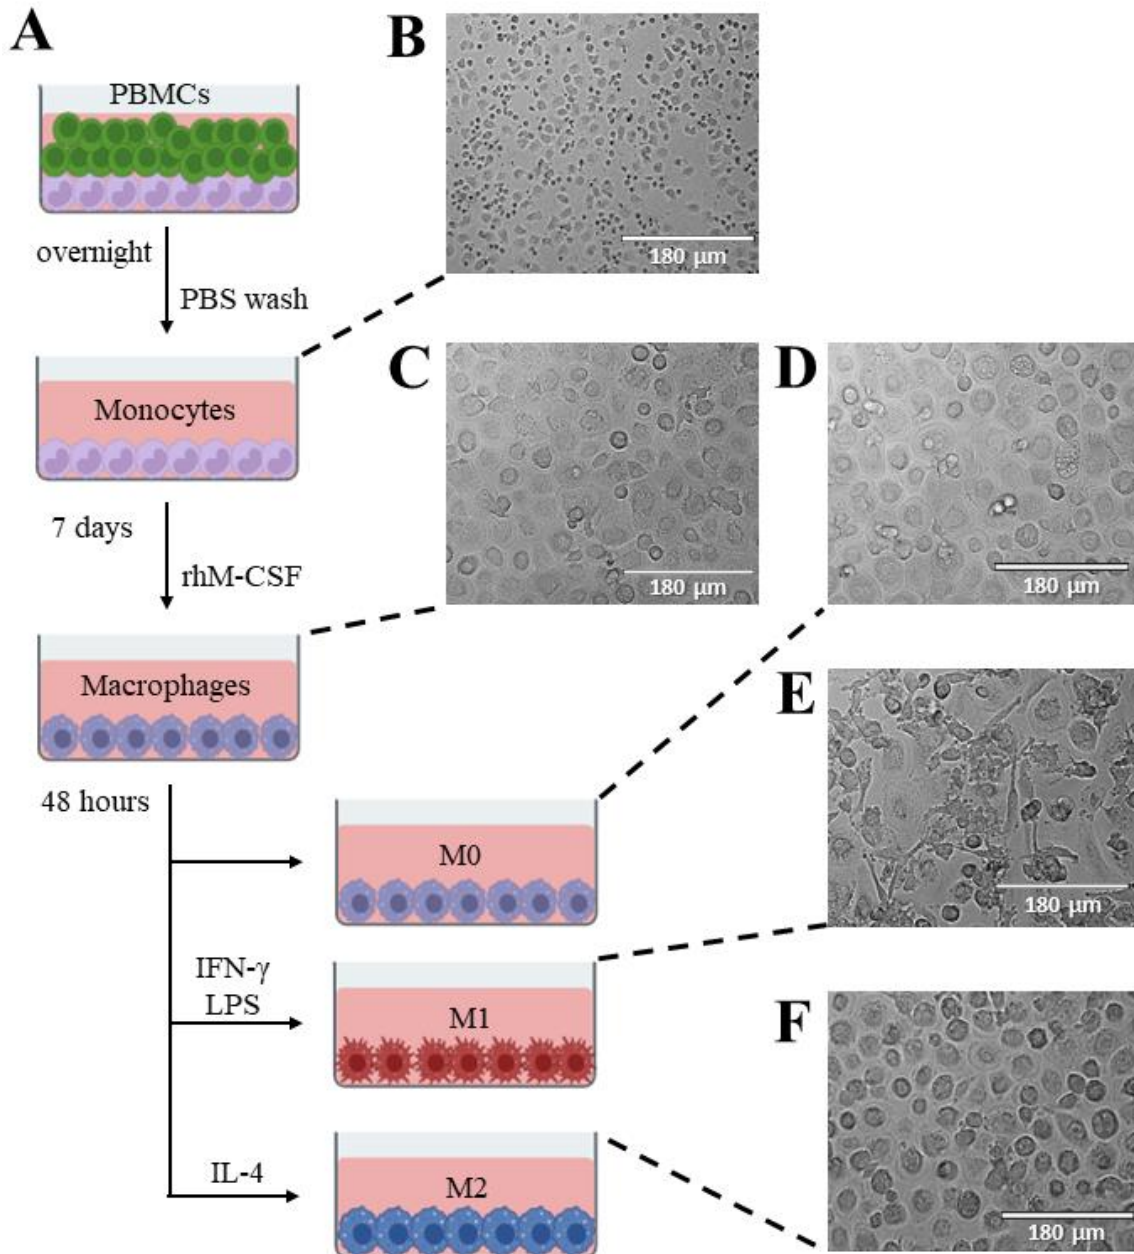 A
PBMCs
overnight
PBS wash
Monocytes
7 days
rhM-CSF
Macrophages
48 hours
M0
IFN-γ
LPS
M1
IL-4
M2
B
180 μm
C
180 μm
D
180 μm
E
180 μm
F
180 μm